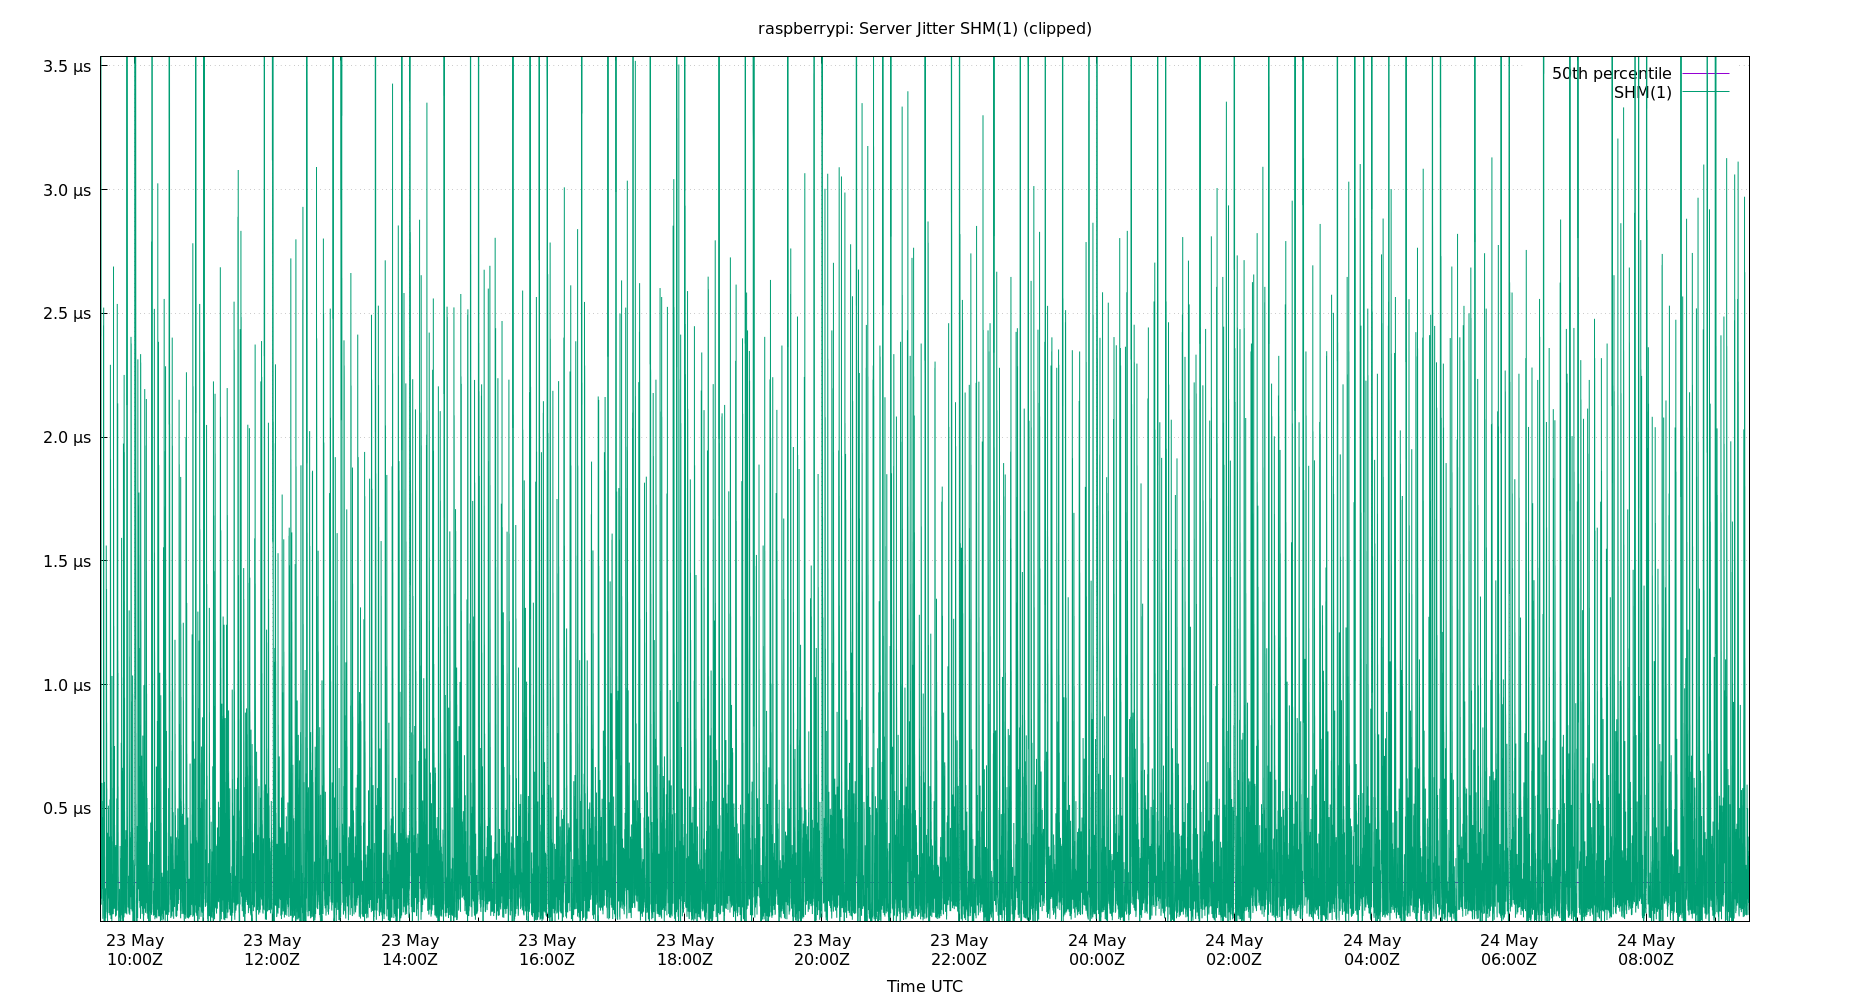 raspberrypi: Server Jitter SHM(1) (clipped)
50th percentile
SHM(1)
3.5 µs
3.0 µs
2.5 µs
2.0 µs
1.5 µs
1.0 µs
0.5 µs
23 May 23 May 23 May 23 May 23 May 23 May 23 May 24 May 24 May 24 May 24 May 24 May
10:00Z 12:00Z 14:00Z 16:00Z 18:00Z 20:00Z 22:00Z 00:00Z 02:00Z 04:00Z 06:00Z 08:00Z
Time UTC